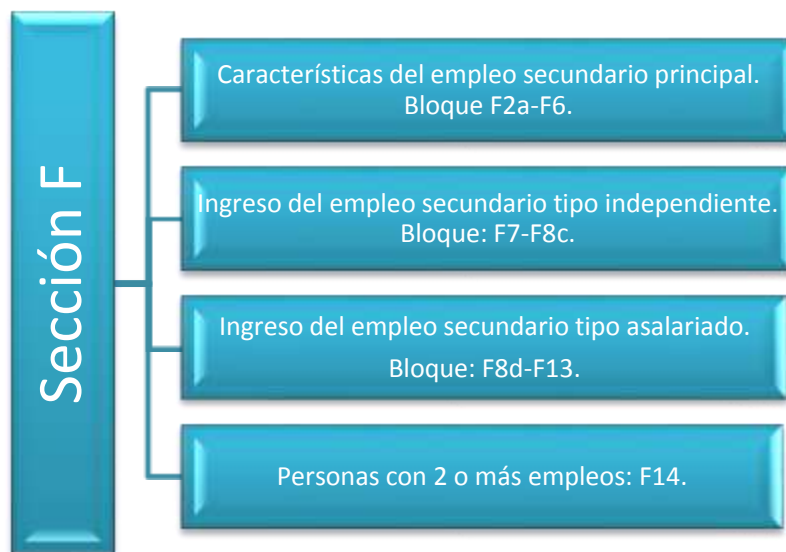 Sección F
Características del empleo secundario principal.
Bloque F2a-F6.
Ingreso del empleo secundario tipo independiente.
Bloque: F7-F8c.
Ingreso del empleo secundario tipo asalariado.
Bloque: F8d-F13.
Personas con 2 o más empleos: F14.